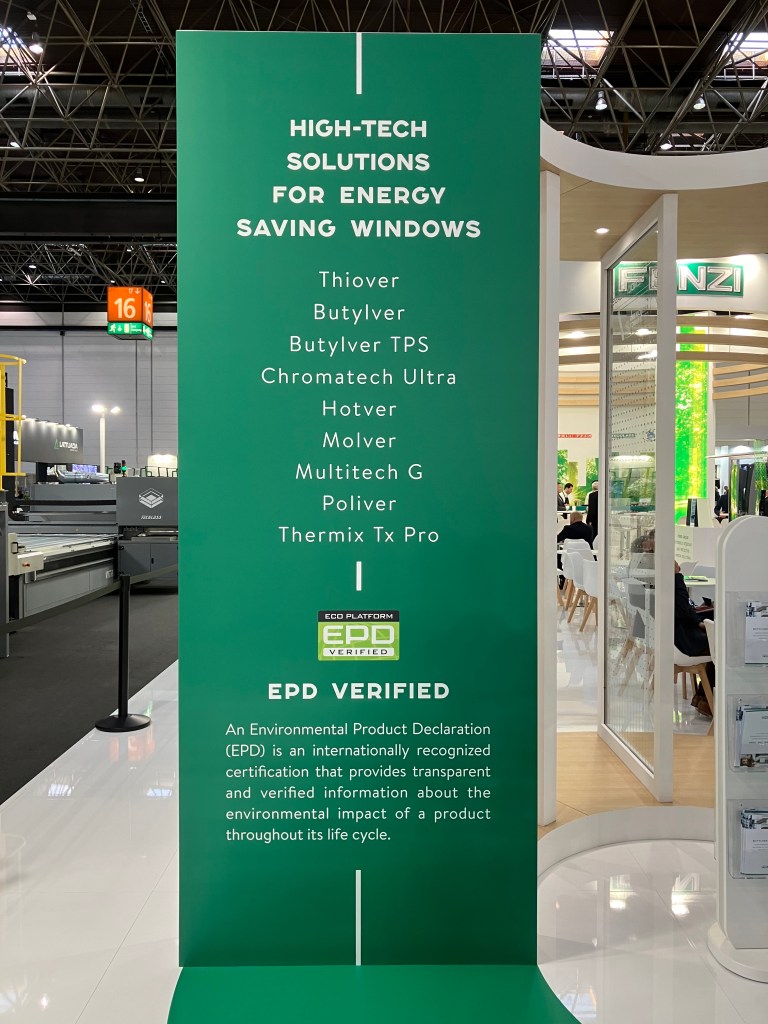 HIGH-TECH
SOLUTIONS
FOR ENERGY
SAVING WINDOWS
Thiover
Butylver
Butylver TPS
Chromatech Ultra
Hotver
Molver
Multitech G
Poliver
Thermix Tx Pro
ECO PLATFORM
EPD
VERIFIED
EPD VERIFIED
An Environmental Product Declaration
(EPD) is an internationally recognized
certification that provides transparent
and verified information about the
environmental impact of a product
throughout its life cycle.
16
LATTUADA
FENZI